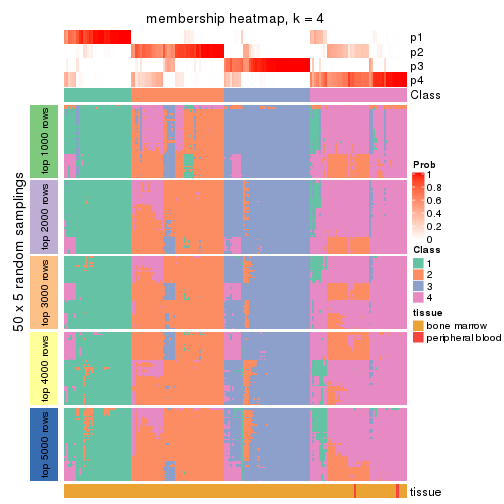 membership heatmap, k = 4
p1
p2
p3
p4
Class
50 x 5 random samplings
top 1000 rows
top 2000 rows
top 3000 rows
top 4000 rows
top 5000 rows
Prob
1
0.8
0.6
0.4
0.2
0
Class
1
2
3
4
tissue
bone marrow
peripheral blood
tissue